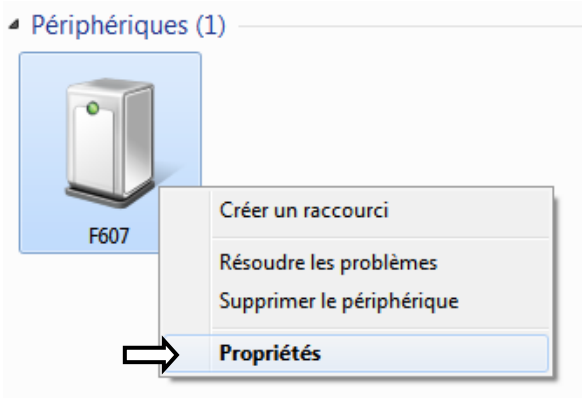 Périphériques (1)
F607
Créer un raccourci
Résoudre les problèmes
Supprimer le périphérique
Propriétés